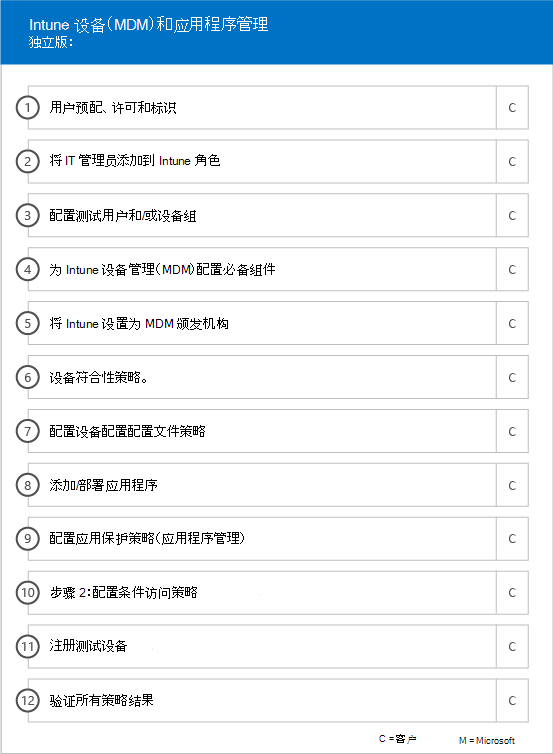 Intune 设备(MDM)和应用程序管理
独立版:
1 用户预配、许可和标识 C
2 将 IT 管理员添加到 Intune 角色 C
3 配置测试用户和/或设备组 C
4 为 Intune 设备管理(MDM)配置必备组件 C
5 将 Intune 设置为 MDM 颁发机构 C
6 设备符合性策略。 C
7 配置设备配置配置文件策略 C
8 添加/部署应用程序 C
9 配置应用保护策略(应用程序管理) C
10 步骤 2:配置条件访问策略 C
11 注册测试设备 C
12 验证所有策略结果 C
C =客户 M = Microsoft